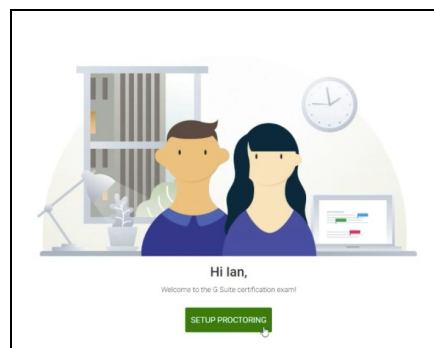 Hi Ian,
Welcome to the G Suite certification exam!
SETUP PROCTORING